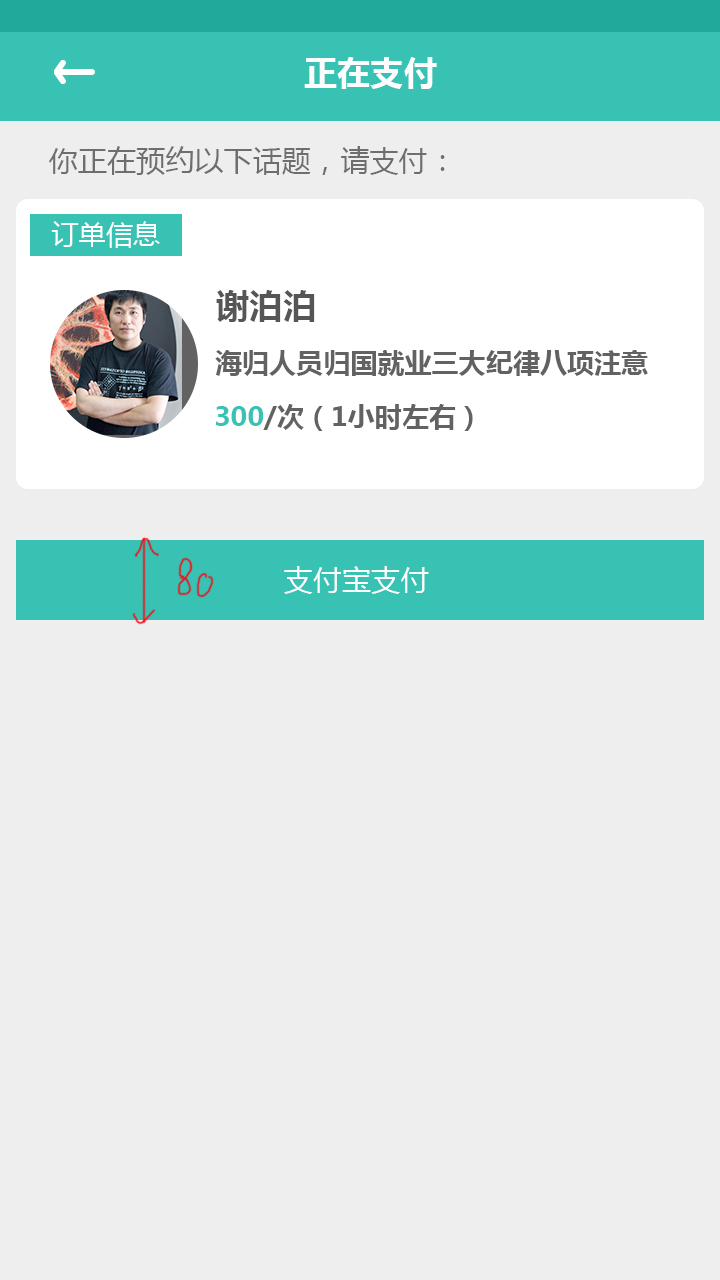 正在支付
你正在预约以下话题，请支付：
订单信息
谢泊泊
海归人员归国就业三大纪律八项注意
300/次（1小时左右）
80
支付宝支付